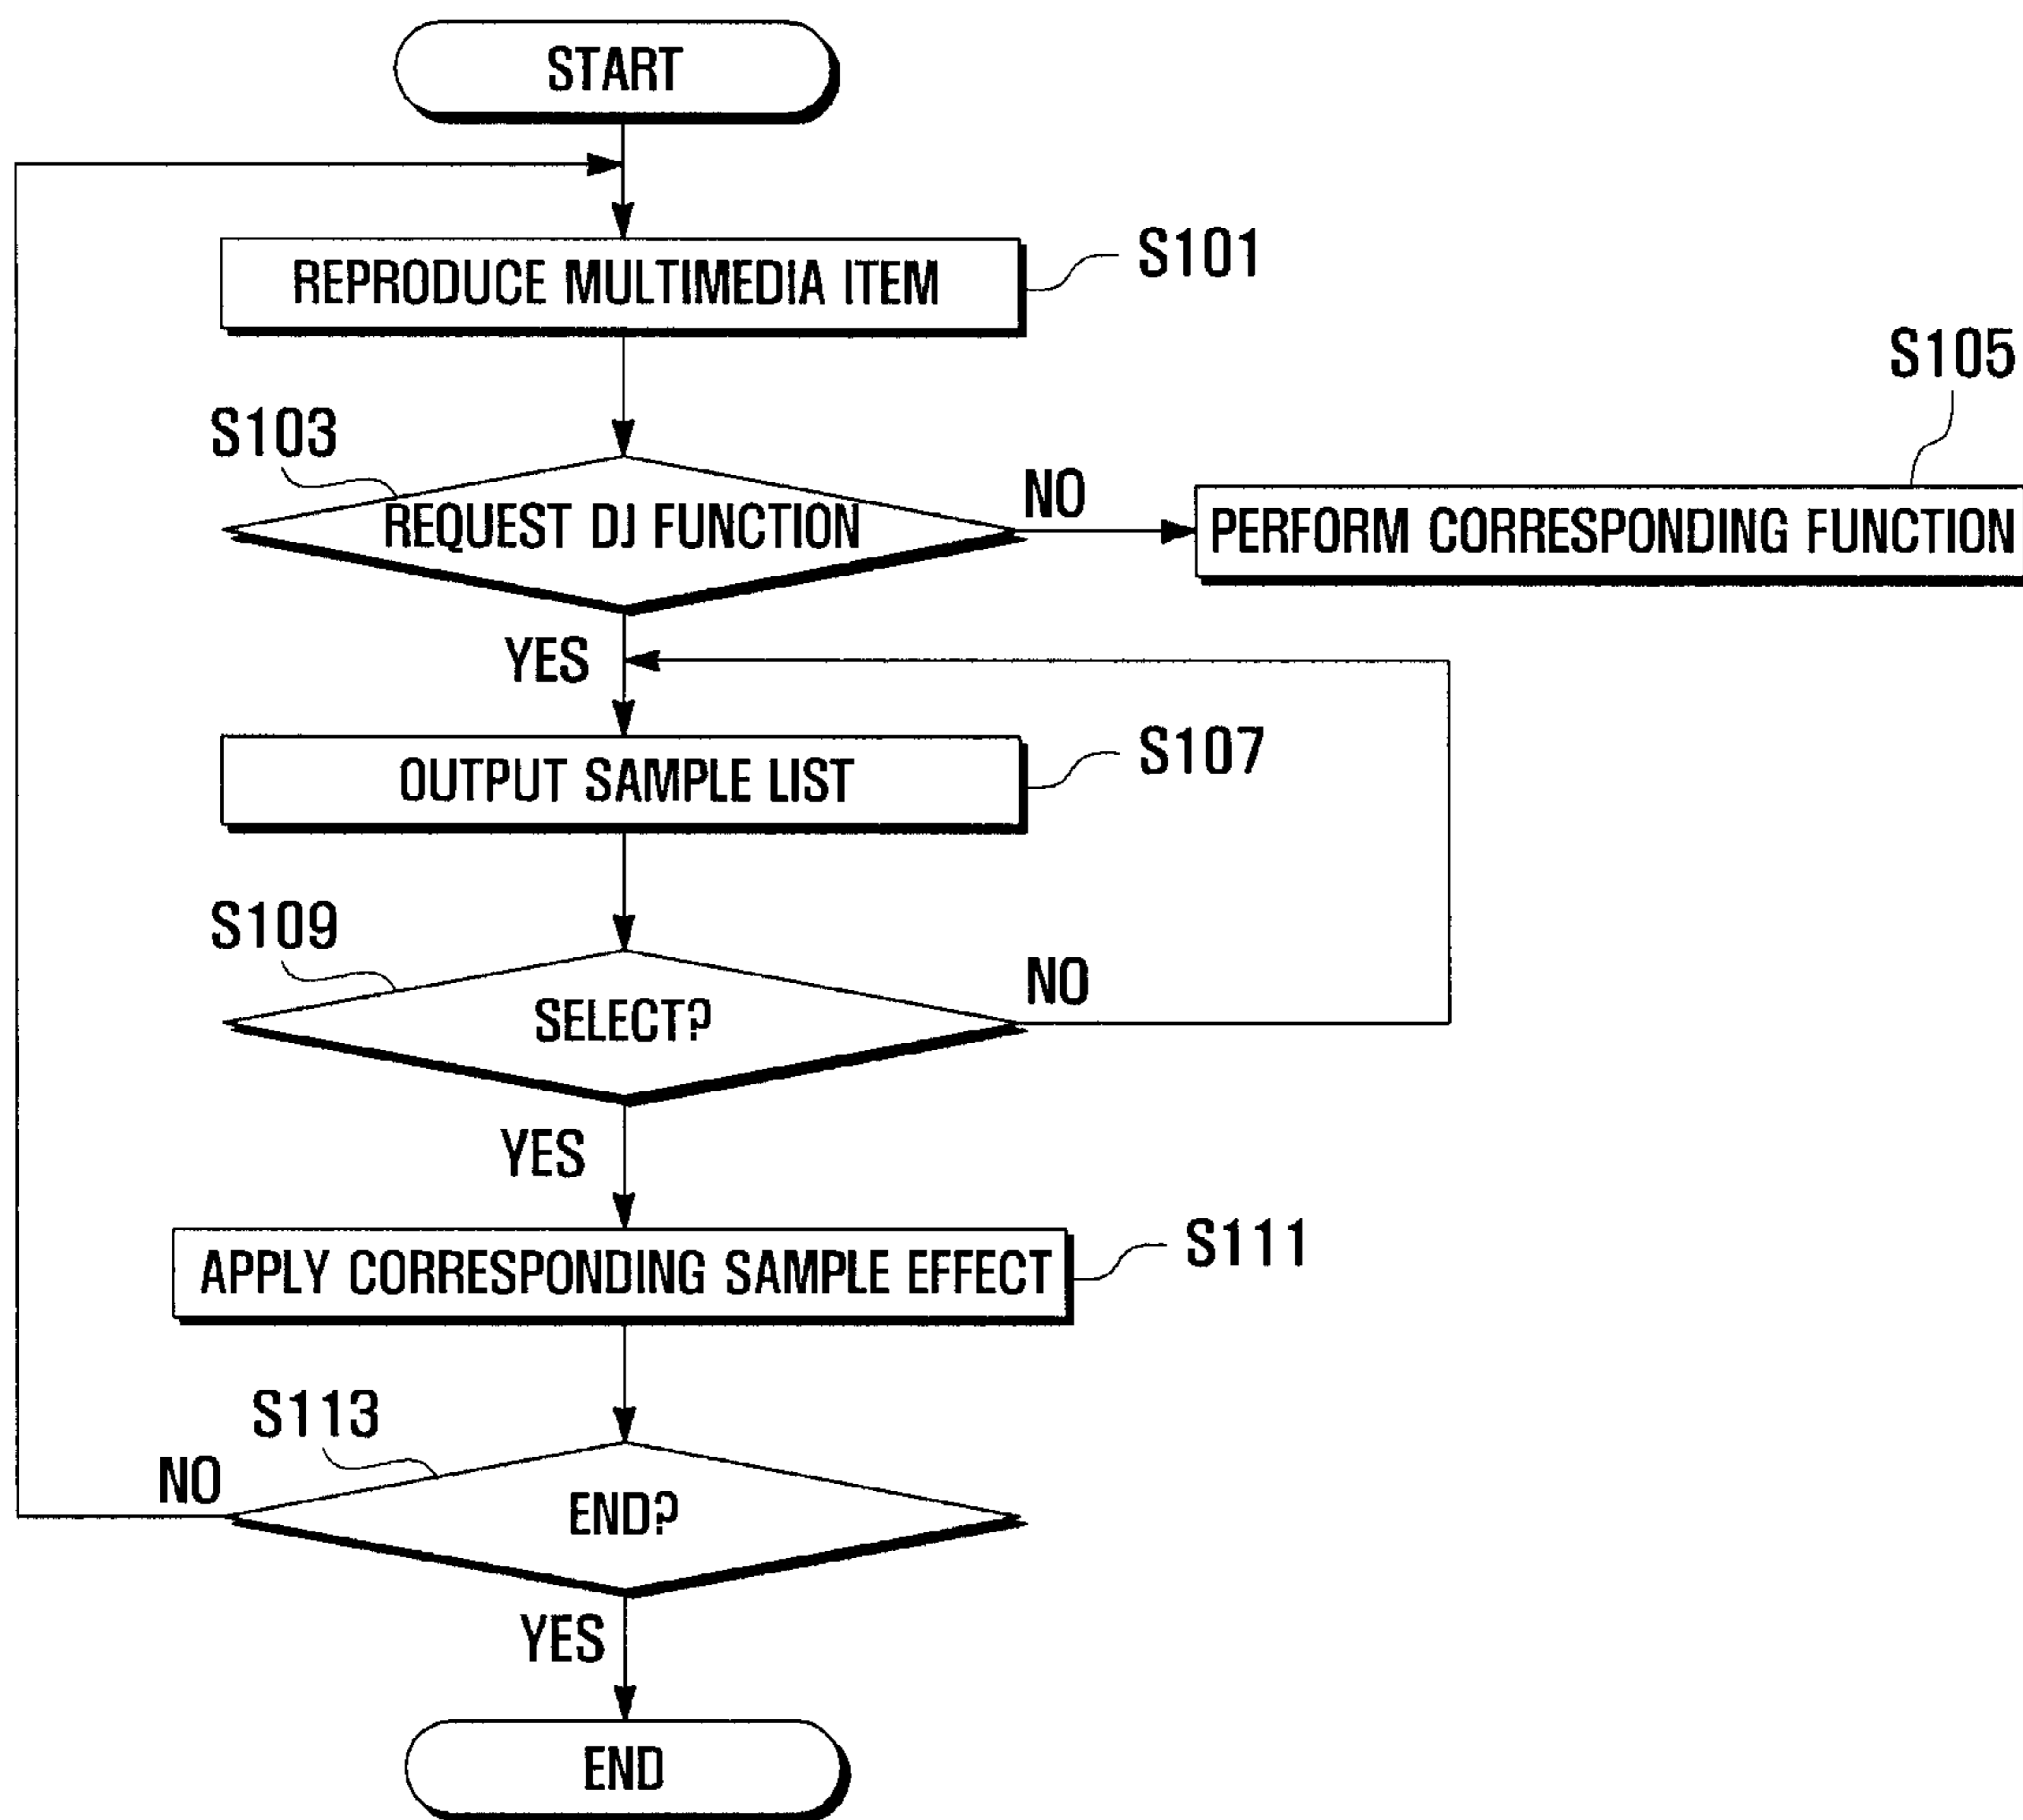 START
REPRODUCE MULTIMEDIA ITEM
S101
S105
S103
REQUEST DJ FUNCTION
NO
PERFORM CORRESPONDING FUNCTION
YES
OUTPUT SAMPLE LIST
S107
S109
SELECT?
NO
YES
APPLY CORRESPONDING SAMPLE EFFECT
S111
S113
NO
END?
YES
END